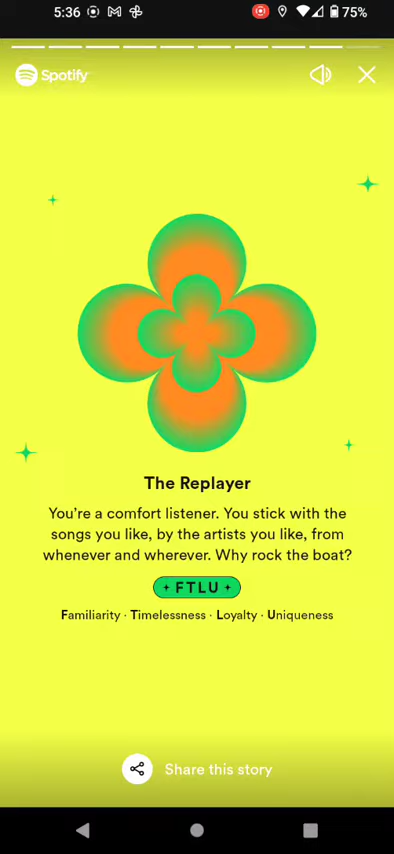 5:36 75%
Spotify
The Replayer
You're a comfort listener. You stick with the
songs you like, by the artists you like, from
whenever and wherever. Why rock the boat?
FTLU
Familiarity · Timelessness · Loyalty · Uniqueness
Share this story